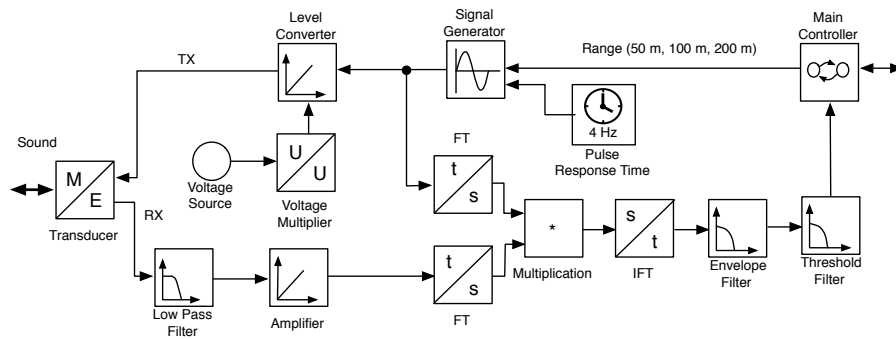 Level
Converter
Signal
Generator
Main
Controller
TX
Range (50 m, 100 m, 200 m)
4 Hz
Pulse
Response Time
Sound
M
E
Voltage
Source
U
U
Voltage
Multiplier
FT
t
s
RX
Transducer
*
Multiplication
s
t
IFT
Envelope
Filter
Threshold
Filter
Low Pass
Filter
Amplifier
t
s
FT